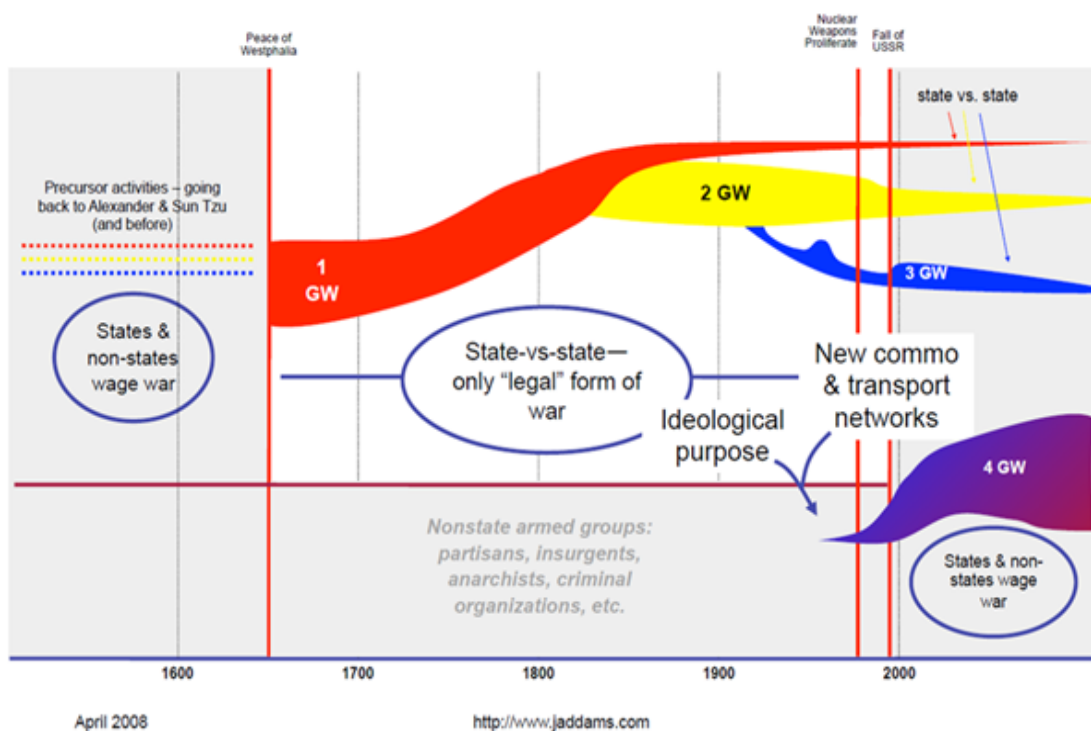 Peace of
Westphalia
Nuclear
Weapons
Proliferate
Fall of
USSR
state vs. state
Precursor activities – going
back to Alexander & Sun Tzu
(and before)
1
GW
2 GW
3 GW
States &
non-states
wage war
State-vs-state—
only “legal” form of
war
New commo
& transport
networks
Ideological
purpose
4 GW
Nonstate armed groups:
partisans, insurgents,
anarchists, criminal
organizations, etc.
States & non-
states wage
war
1600
1700
1800
1900
2000
April 2008
http://www.jaddams.com